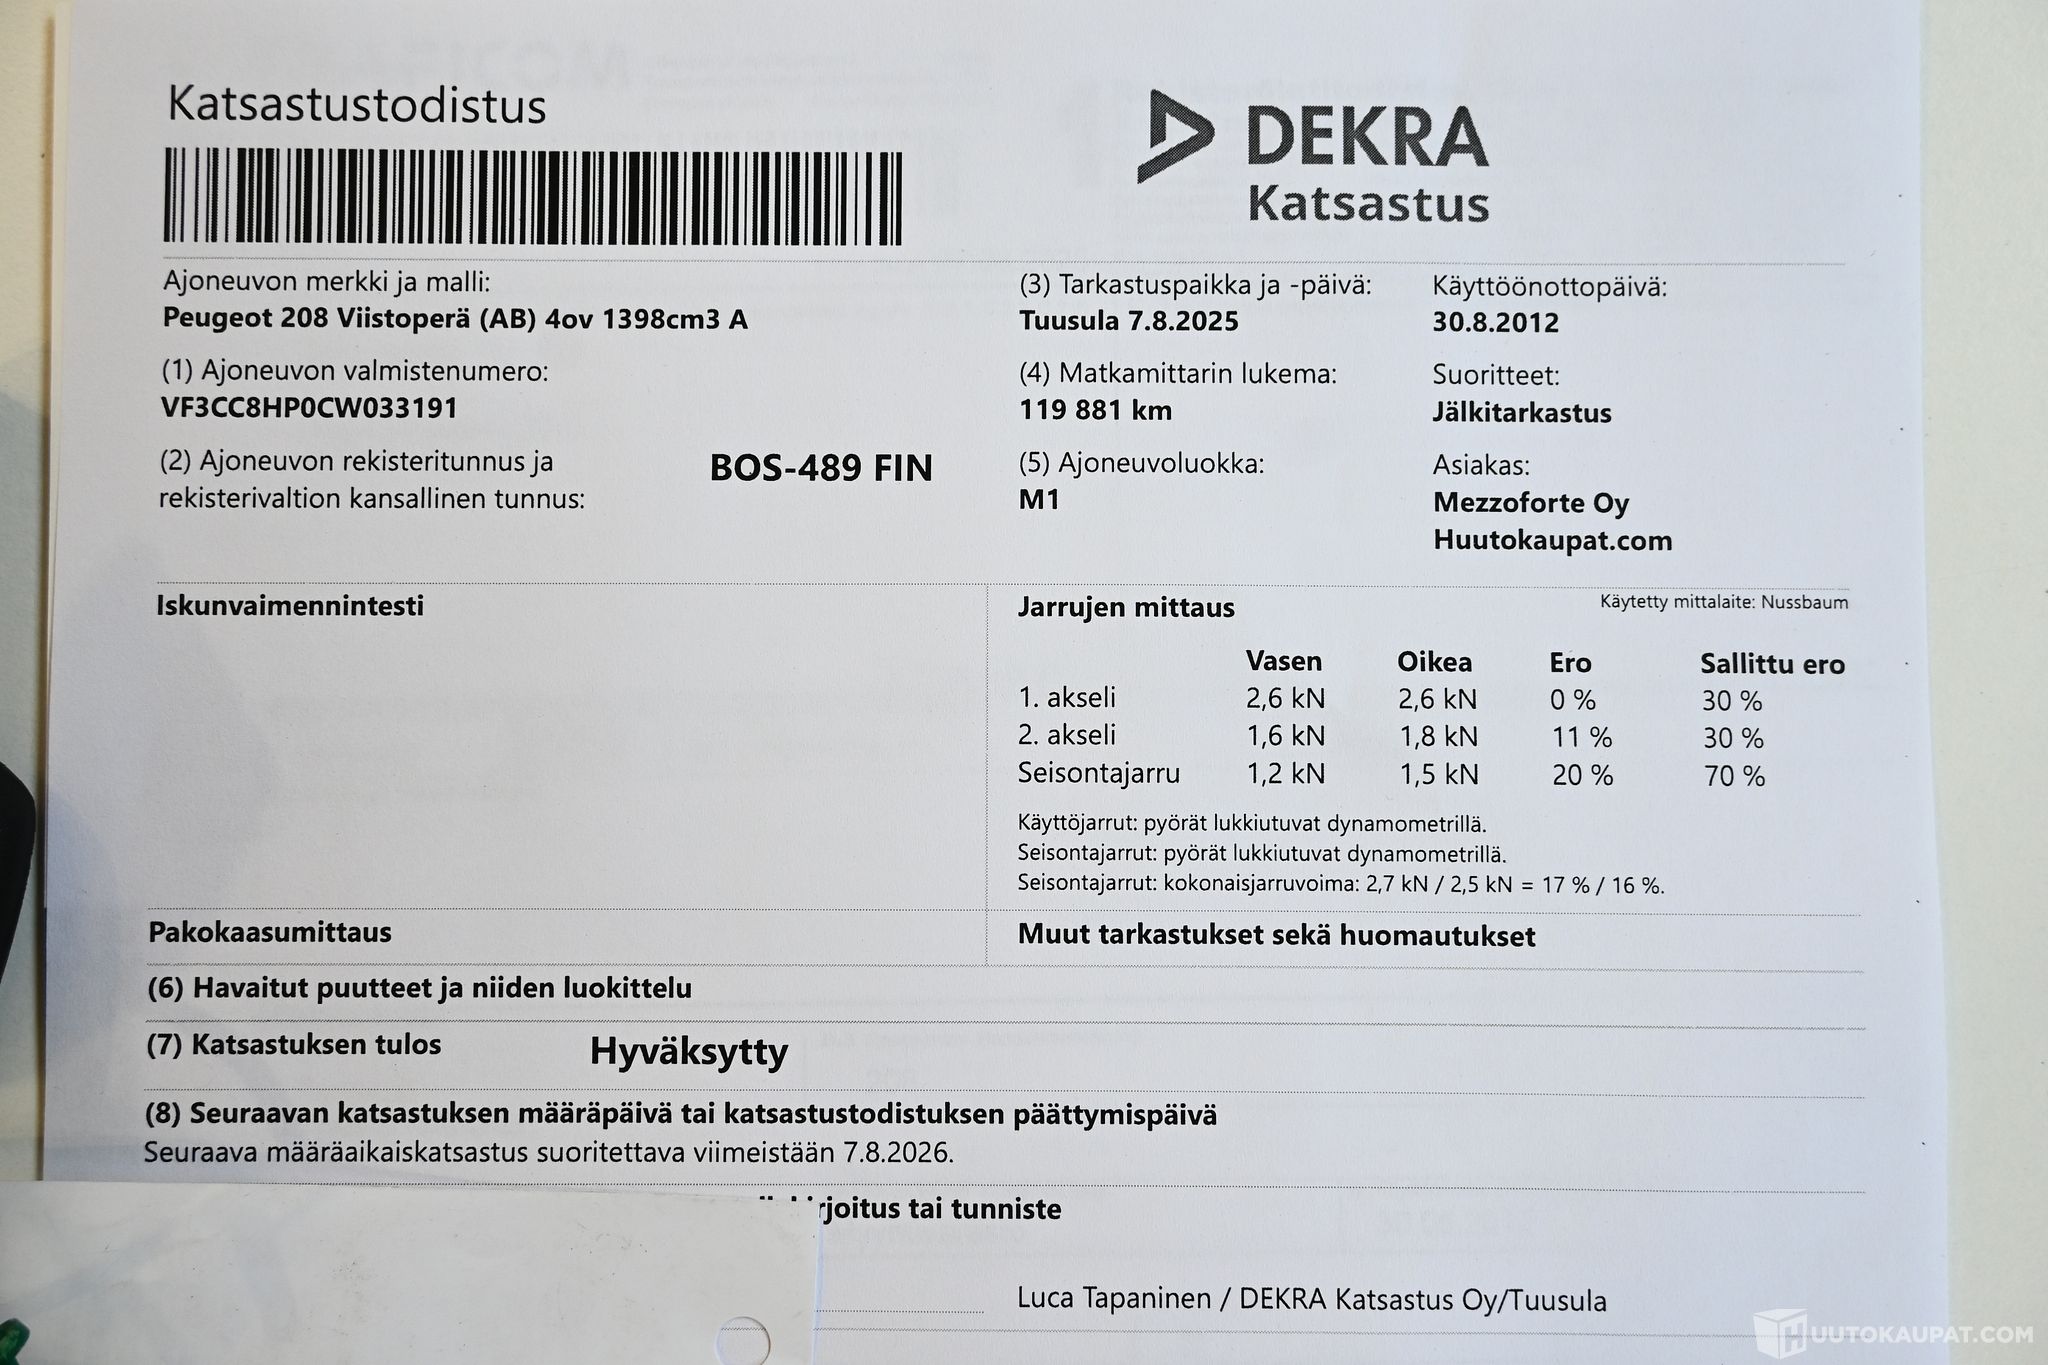 Katsastustodistus
DEKRA
Katsastus
Ajoneuvon merkki ja malli:
Peugeot 208 Viistoperä (AB) 4ov 1398cm3 A
(3) Tarkastuspaikka ja -päivä:
Tuusula 7.8.2025
Käyttöönottopäivä:
30.8.2012
(1) Ajoneuvon valmistenumero:
VF3CC8HP0CW033191
(4) Matkamittarin lukema:
119 881 km
Suoritteet:
Jälkitarkastus
(2) Ajoneuvon rekisteritunnus ja
rekisterivaltion kansallinen tunnus:
BOS-489 FIN
(5) Ajoneuvoluokka:
M1
Asiakas:
Mezzoforte Oy
Huutokaupat.com
Iskunvaimennintesti
Jarrujen mittaus
Käytetty mittalaite: Nussbaum
Vasen Oikea Ero Sallittu ero
1. akseli 2,6 kN 2,6 kN 0 % 30 %
2. akseli 1,6 kN 1,8 kN 11 % 30 %
Seisontajarru 1,2 kN 1,5 kN 20 % 70 %
Käyttöjarrut: pyörät lukkiutuvat dynamometrillä.
Seisontajarrut: pyörät lukkiutuvat dynamometrillä.
Seisontajarrut: kokonaisjarruvoima: 2,7 kN / 2,5 kN = 17 % / 16 %.
Pakokaasumittaus
Muut tarkastukset sekä huomautukset
(6) Havaitut puutteet ja niiden luokittelu
(7) Katsastuksen tulos
Hyväksytty
(8) Seuraavan katsastuksen määräpäivä tai katsastustodistuksen päättymispäivä
Seuraava määräaikaiskatsastus suoritettava viimeistään 7.8.2026.
rjoitus tai tunniste
Luca Tapaninen / DEKRA Katsastus Oy/Tuusula
HUUTOKAUPAT.COM